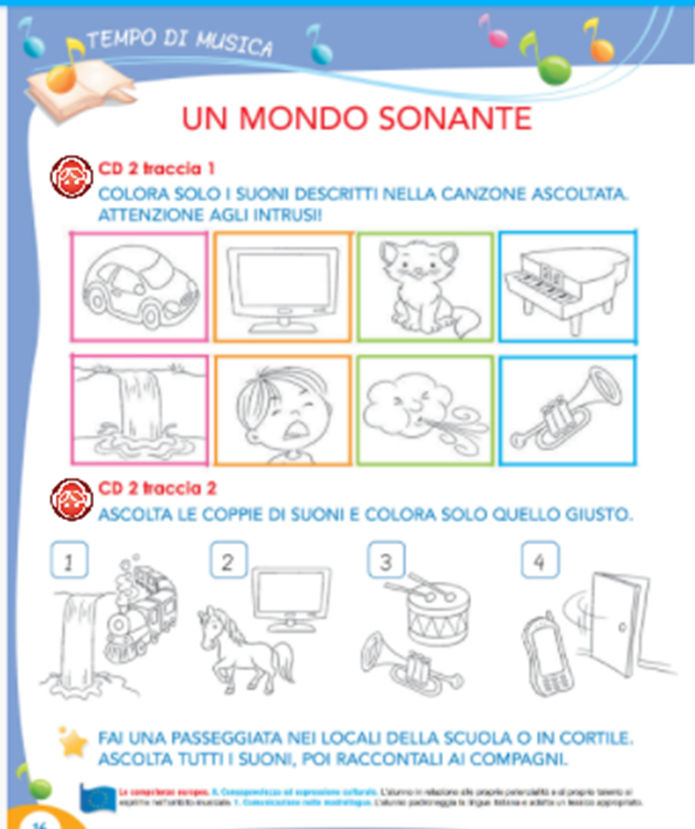 TEMPO DI MUSICA
UN MONDO SONANTE
CD 2 traccia 1
COLORA SOLO I SUONI DESCRITTI NELLA CANZONE ASCOLTATA.
ATTENZIONE AGLI INTRUSI!
CD 2 traccia 2
ASCOLTA LE COPPIE DI SUONI E COLORA SOLO QUELLO GIUSTO.
1 2 3 4
FAI UNA PASSEGGIATA NEI LOCALI DELLA SCUOLA O IN CORTILE.
ASCOLTA TUTTI I SUONI, POI RACCONTALI AI COMPAGNI.
Le competenze europee. 8. Consapevolezza ed espressione culturale. L'alunno in relazione alle proprie potenzialità e al proprio talento si
esprime nell'ambito musicale. 1. Comunicazione nella madrelingua. L'alunno padroneggia la lingua italiana e adotta un lessico appropriato.
16